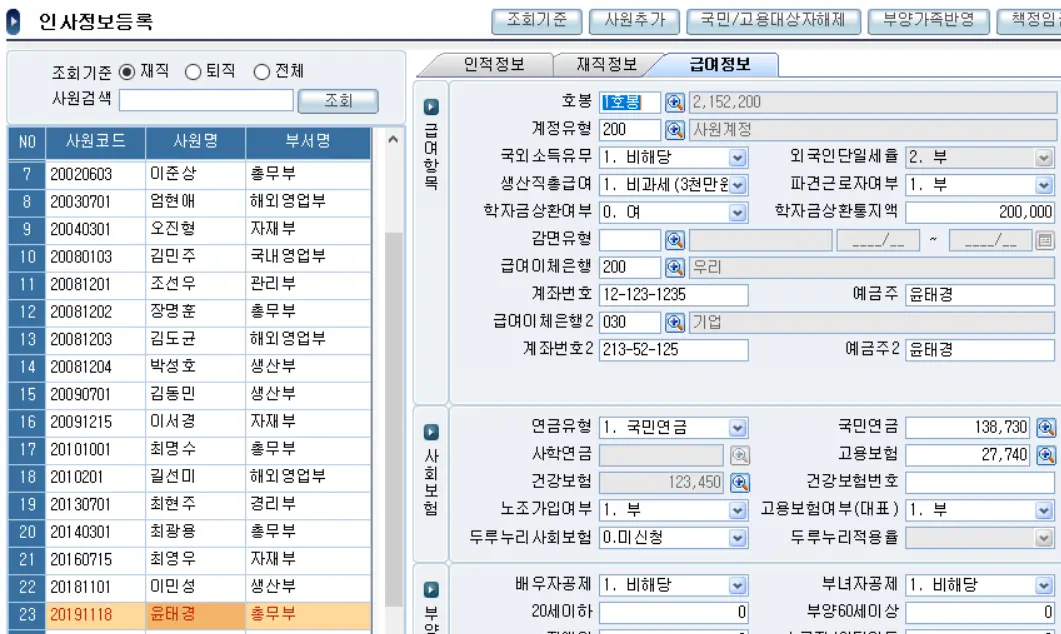 인사정보등록
조회기준 사원추가 국민/고용대상자해제 부양가족반영 책정임금
조회기준 재직 퇴직 전체
사원검색 조회
NO 사원코드 사원명 부서명
7 20020603 이준상 총무부
8 20030701 엄현애 해외영업부
9 20040301 오진형 자재부
10 20080103 김민주 국내영업부
11 20081201 조선우 관리부
12 20081202 장명훈 총무부
13 20081203 김도균 해외영업부
14 20081204 박성호 생산부
15 20090701 김동민 생산부
16 20091215 이서경 자재부
17 20101001 최명수 총무부
18 2010201 길선미 해외영업부
19 20130701 최현주 경리부
20 20140301 최광용 총무부
21 20160715 최영우 자재부
22 20181101 이민성 생산부
23 20191118 윤태경 총무부
인적정보 재직정보 급여정보
급여항목
호봉 1호봉 2,152,200
계정유형 200 사원계정
국외소득유무 1. 비해당 외국인단일세율 2. 부
생산직총급여 1. 비과세(3천만원 파견근로자여부 1. 부
학자금상환여부 0. 여 학자금상환통지액 200,000
감면유형 ____/__ ~ ____/__
급여이체은행 200 우리
계좌번호 12-123-1235 예금주 윤태경
급여이체은행2 030 기업
계좌번호2 213-52-125 예금주2 윤태경
사회보험
연금유형 1. 국민연금 국민연금 138,730
사학연금 고용보험 27,740
건강보험 123,450 건강보험번호
노조가입여부 1. 부 고용보험여부(대표) 1. 부
두루누리사회보험 0.미신청 두루누리적용율
부양
배우자공제 1. 비해당 부녀자공제 1. 비해당
20세이하 0 부양60세이상 0